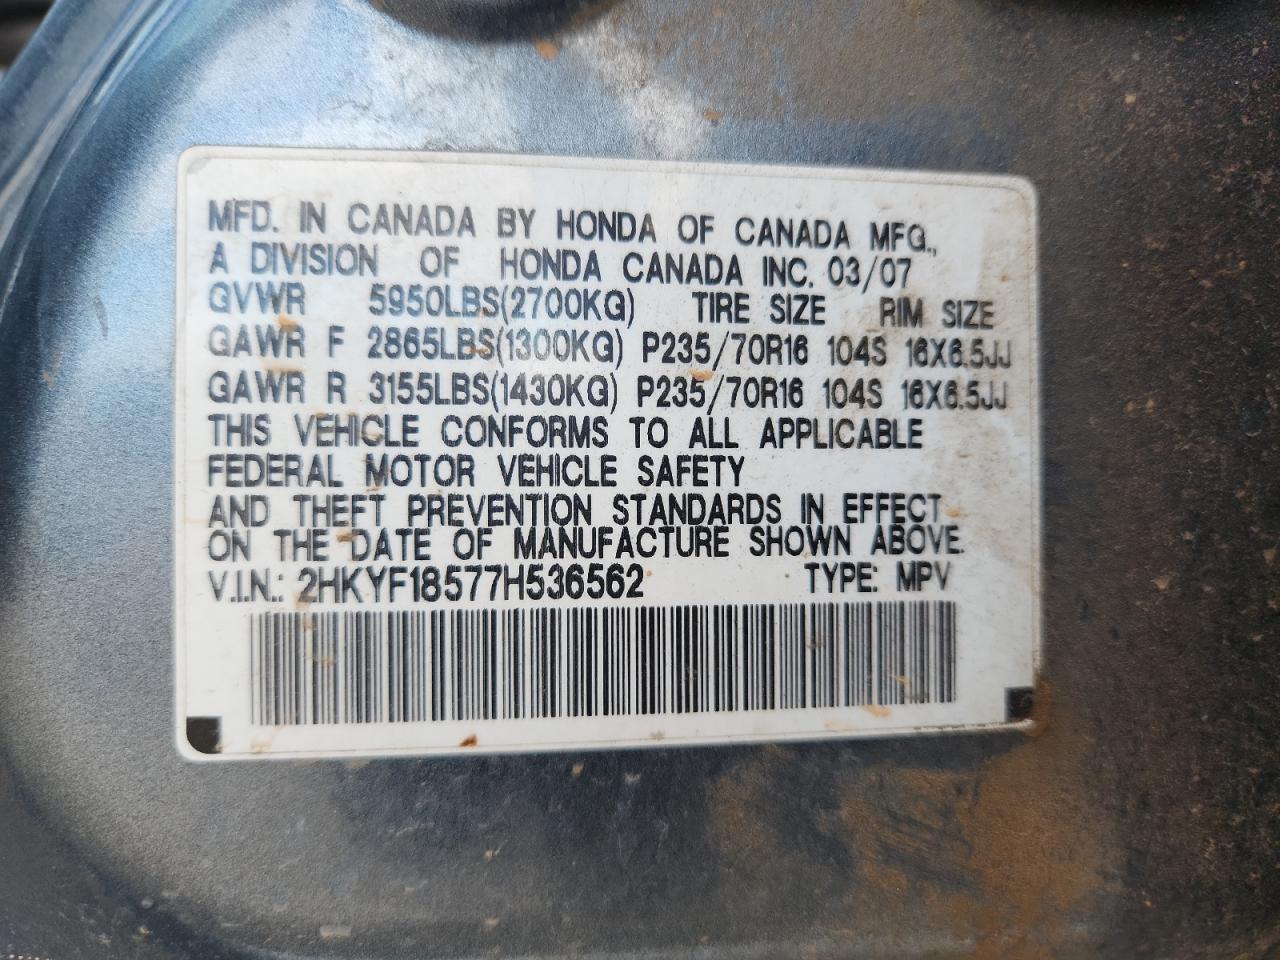 MFD. IN CANADA BY HONDA OF CANADA MFG.,
A DIVISION OF HONDA CANADA INC. 03/07
GVWR 5950LBS(2700KG) TIRE SIZE RIM SIZE
GAWR F 2865LBS(1300KG) P235/70R16 104S 16X6.5JJ
GAWR R 3155LBS(1430KG) P235/70R16 104S 16X6.5JJ
THIS VEHICLE CONFORMS TO ALL APPLICABLE
FEDERAL MOTOR VEHICLE SAFETY
AND THEFT PREVENTION STANDARDS IN EFFECT
ON THE DATE OF MANUFACTURE SHOWN ABOVE.
V.I.N.: 2HKYF18577H536562 TYPE: MPV